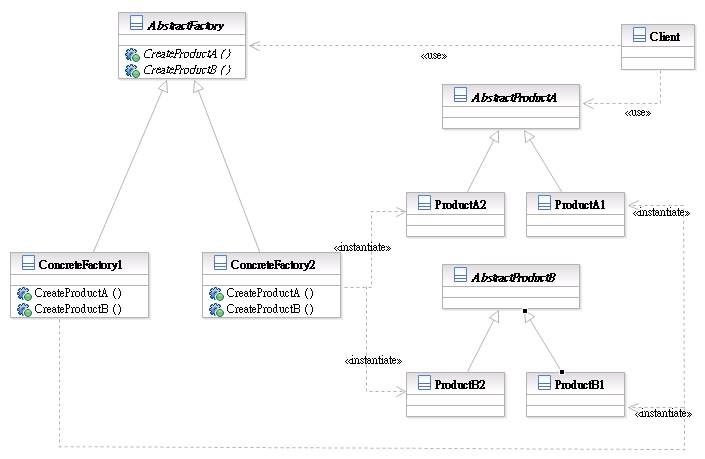 AbstractFactory
CreateProductA ( )
CreateProductB ( )
Client
«use»
AbstractProductA
«use»
ProductA2
ProductA1
«instantiate»
«instantiate»
ConcreteFactory1
CreateProductA ( )
CreateProductB ( )
ConcreteFactory2
CreateProductA ( )
CreateProductB ( )
AbstractProductB
«instantiate»
ProductB2
ProductB1
«instantiate»